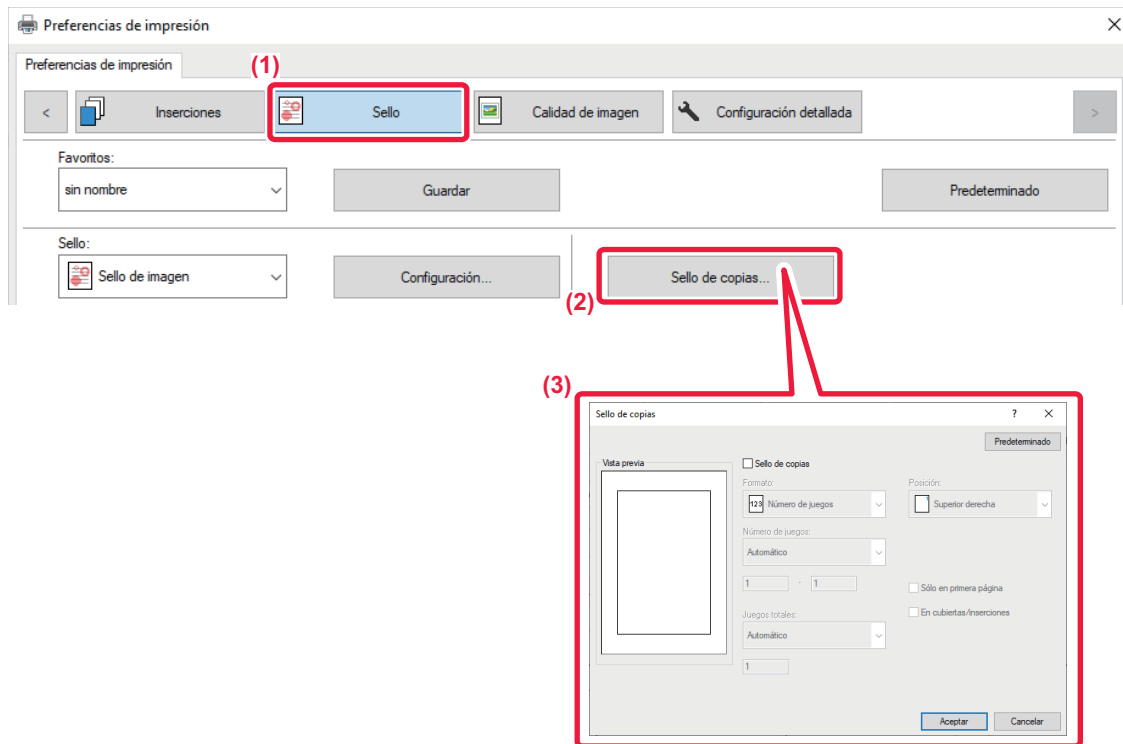 Preferencias de impresión
Preferencias de impresión
(1)
<
Inserciones
Sello
Calidad de imagen
Configuración detallada
>
Favoritos:
sin nombre
Guardar
Predeterminado
Sello:
Sello de imagen
Configuración...
Sello de copias...
(2)
(3)
Sello de copias
?
Predeterminado
Vista previa
Sello de copias
Formato:
Posición:
123 Número de juegos
1 Superior derecha
Número de juegos:
Automático
1 - 1
Sólo en primera página
Juegos totales:
En cubiertas/inserciones
Automático
1
Aceptar
Cancelar